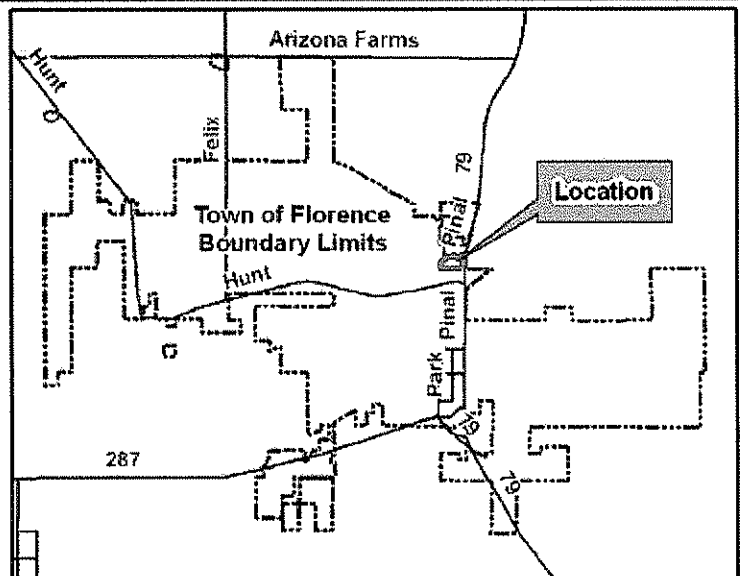 Arizona Farms
Hunt
Felix
79
Pinal
Location
Town of Florence
Boundary Limits
Hunt
Pinal
Park
79
287
79